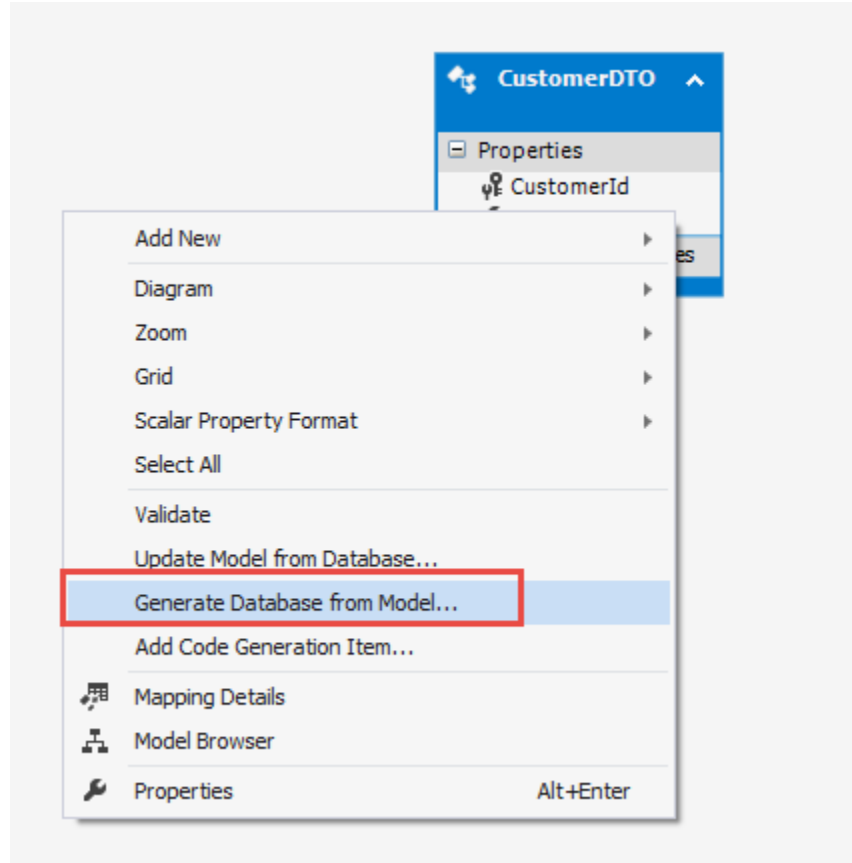 CustomerDTO
Properties
CustomerId
es
Add New
Diagram
Zoom
Grid
Scalar Property Format
Select All
Validate
Update Model from Database...
Generate Database from Model...
Add Code Generation Item...
Mapping Details
Model Browser
Properties Alt+Enter